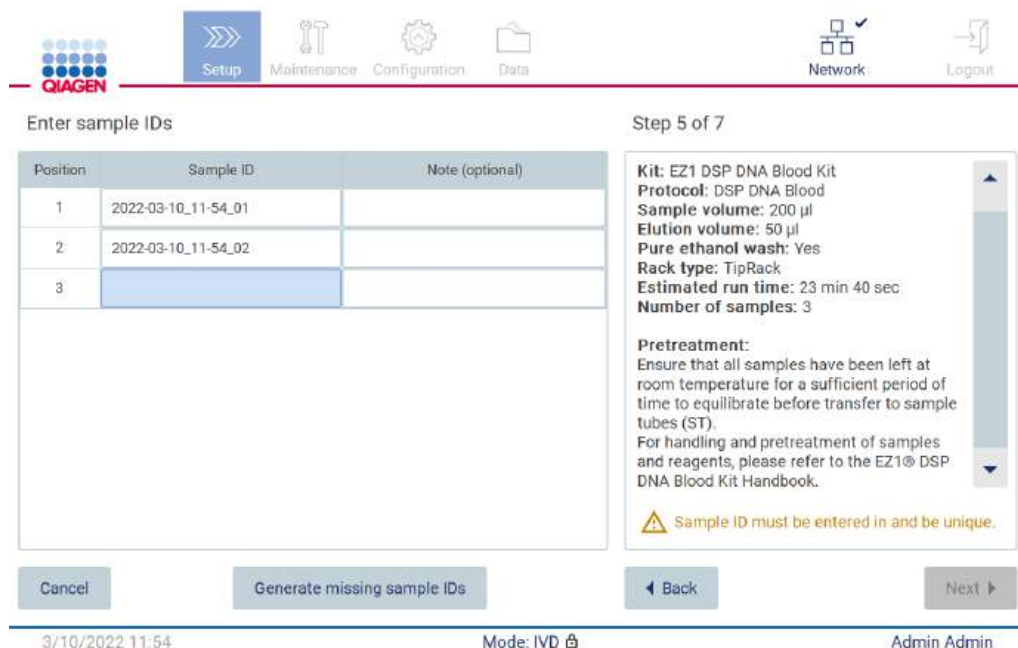 Setup
Maintenance
Configuration
Data
Network
Logout
QIAGEN
Enter sample IDs
Step 5 of 7
Position Sample ID Note (optional)
1 2022-03-10_11-54_01
2 2022-03-10_11-54_02
3
Kit: EZ1 DSP DNA Blood Kit
Protocol: DSP DNA Blood
Sample volume: 200 µl
Elution volume: 50 µl
Pure ethanol wash: Yes
Rack type: TipRack
Estimated run time: 23 min 40 sec
Number of samples: 3
Pretreatment:
Ensure that all samples have been left at
room temperature for a sufficient period of
time to equilibrate before transfer to sample
tubes (ST).
For handling and pretreatment of samples
and reagents, please refer to the EZ1® DSP
DNA Blood Kit Handbook.
Sample ID must be entered in and be unique.
Cancel
Generate missing sample IDs
Back
Next
3/10/2022 11:54
Mode: IVD
Admin Admin